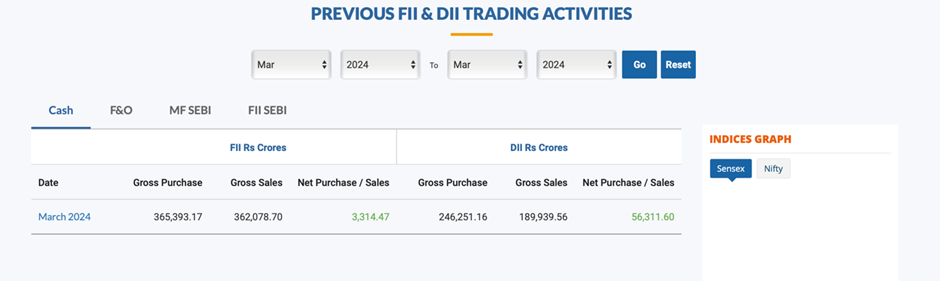 PREVIOUS FII & DII TRADING ACTIVITIES
Mar 2024 To Mar 2024 Go Reset
Cash F&O MF SEBI FII SEBI
FII Rs Crores DII Rs Crores
Date Gross Purchase Gross Sales Net Purchase / Sales Gross Purchase Gross Sales Net Purchase / Sales
March 2024 365,393.17 362,078.70 3,314.47 246,251.16 189,939.56 56,311.60
INDICES GRAPH
Sensex Nifty